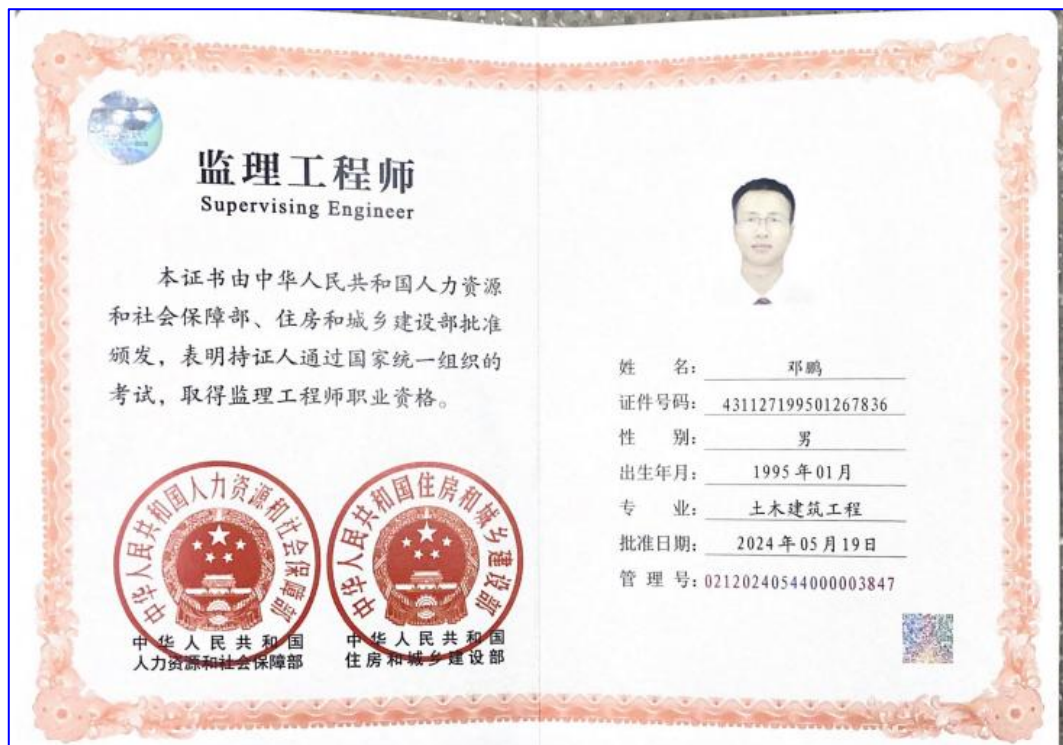 监理工程师
Supervising Engineer
本证书由中华人民共和国人力资源
和社会保障部、住房和城乡建设部批准
颁发，表明持证人通过国家统一组织的
考试，取得监理工程师职业资格。
中华人民共和国人力资源和社会保障部
中华人民共和国
人力资源和社会保障部
中华人民共和国住房和城乡建设部
中华人民共和国
住房和城乡建设部
姓 名：邓鹏
证件号码：431127199501267836
性 别：男
出生年月：1995年01月
专 业：土木建筑工程
批准日期：2024年05月19日
管 理 号：02120240544000003847